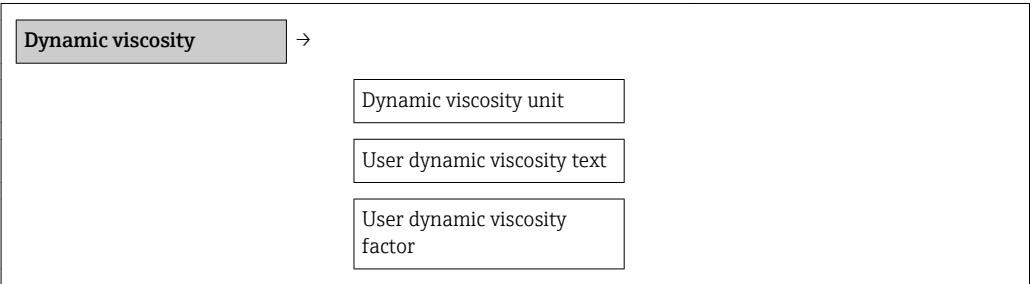 Dynamic viscosity →
Dynamic viscosity unit
User dynamic viscosity text
User dynamic viscosity
factor